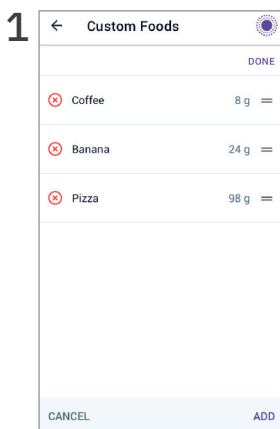 1
Custom Foods
DONE
Coffee 8 g
Banana 24 g
Pizza 98 g
CANCEL ADD